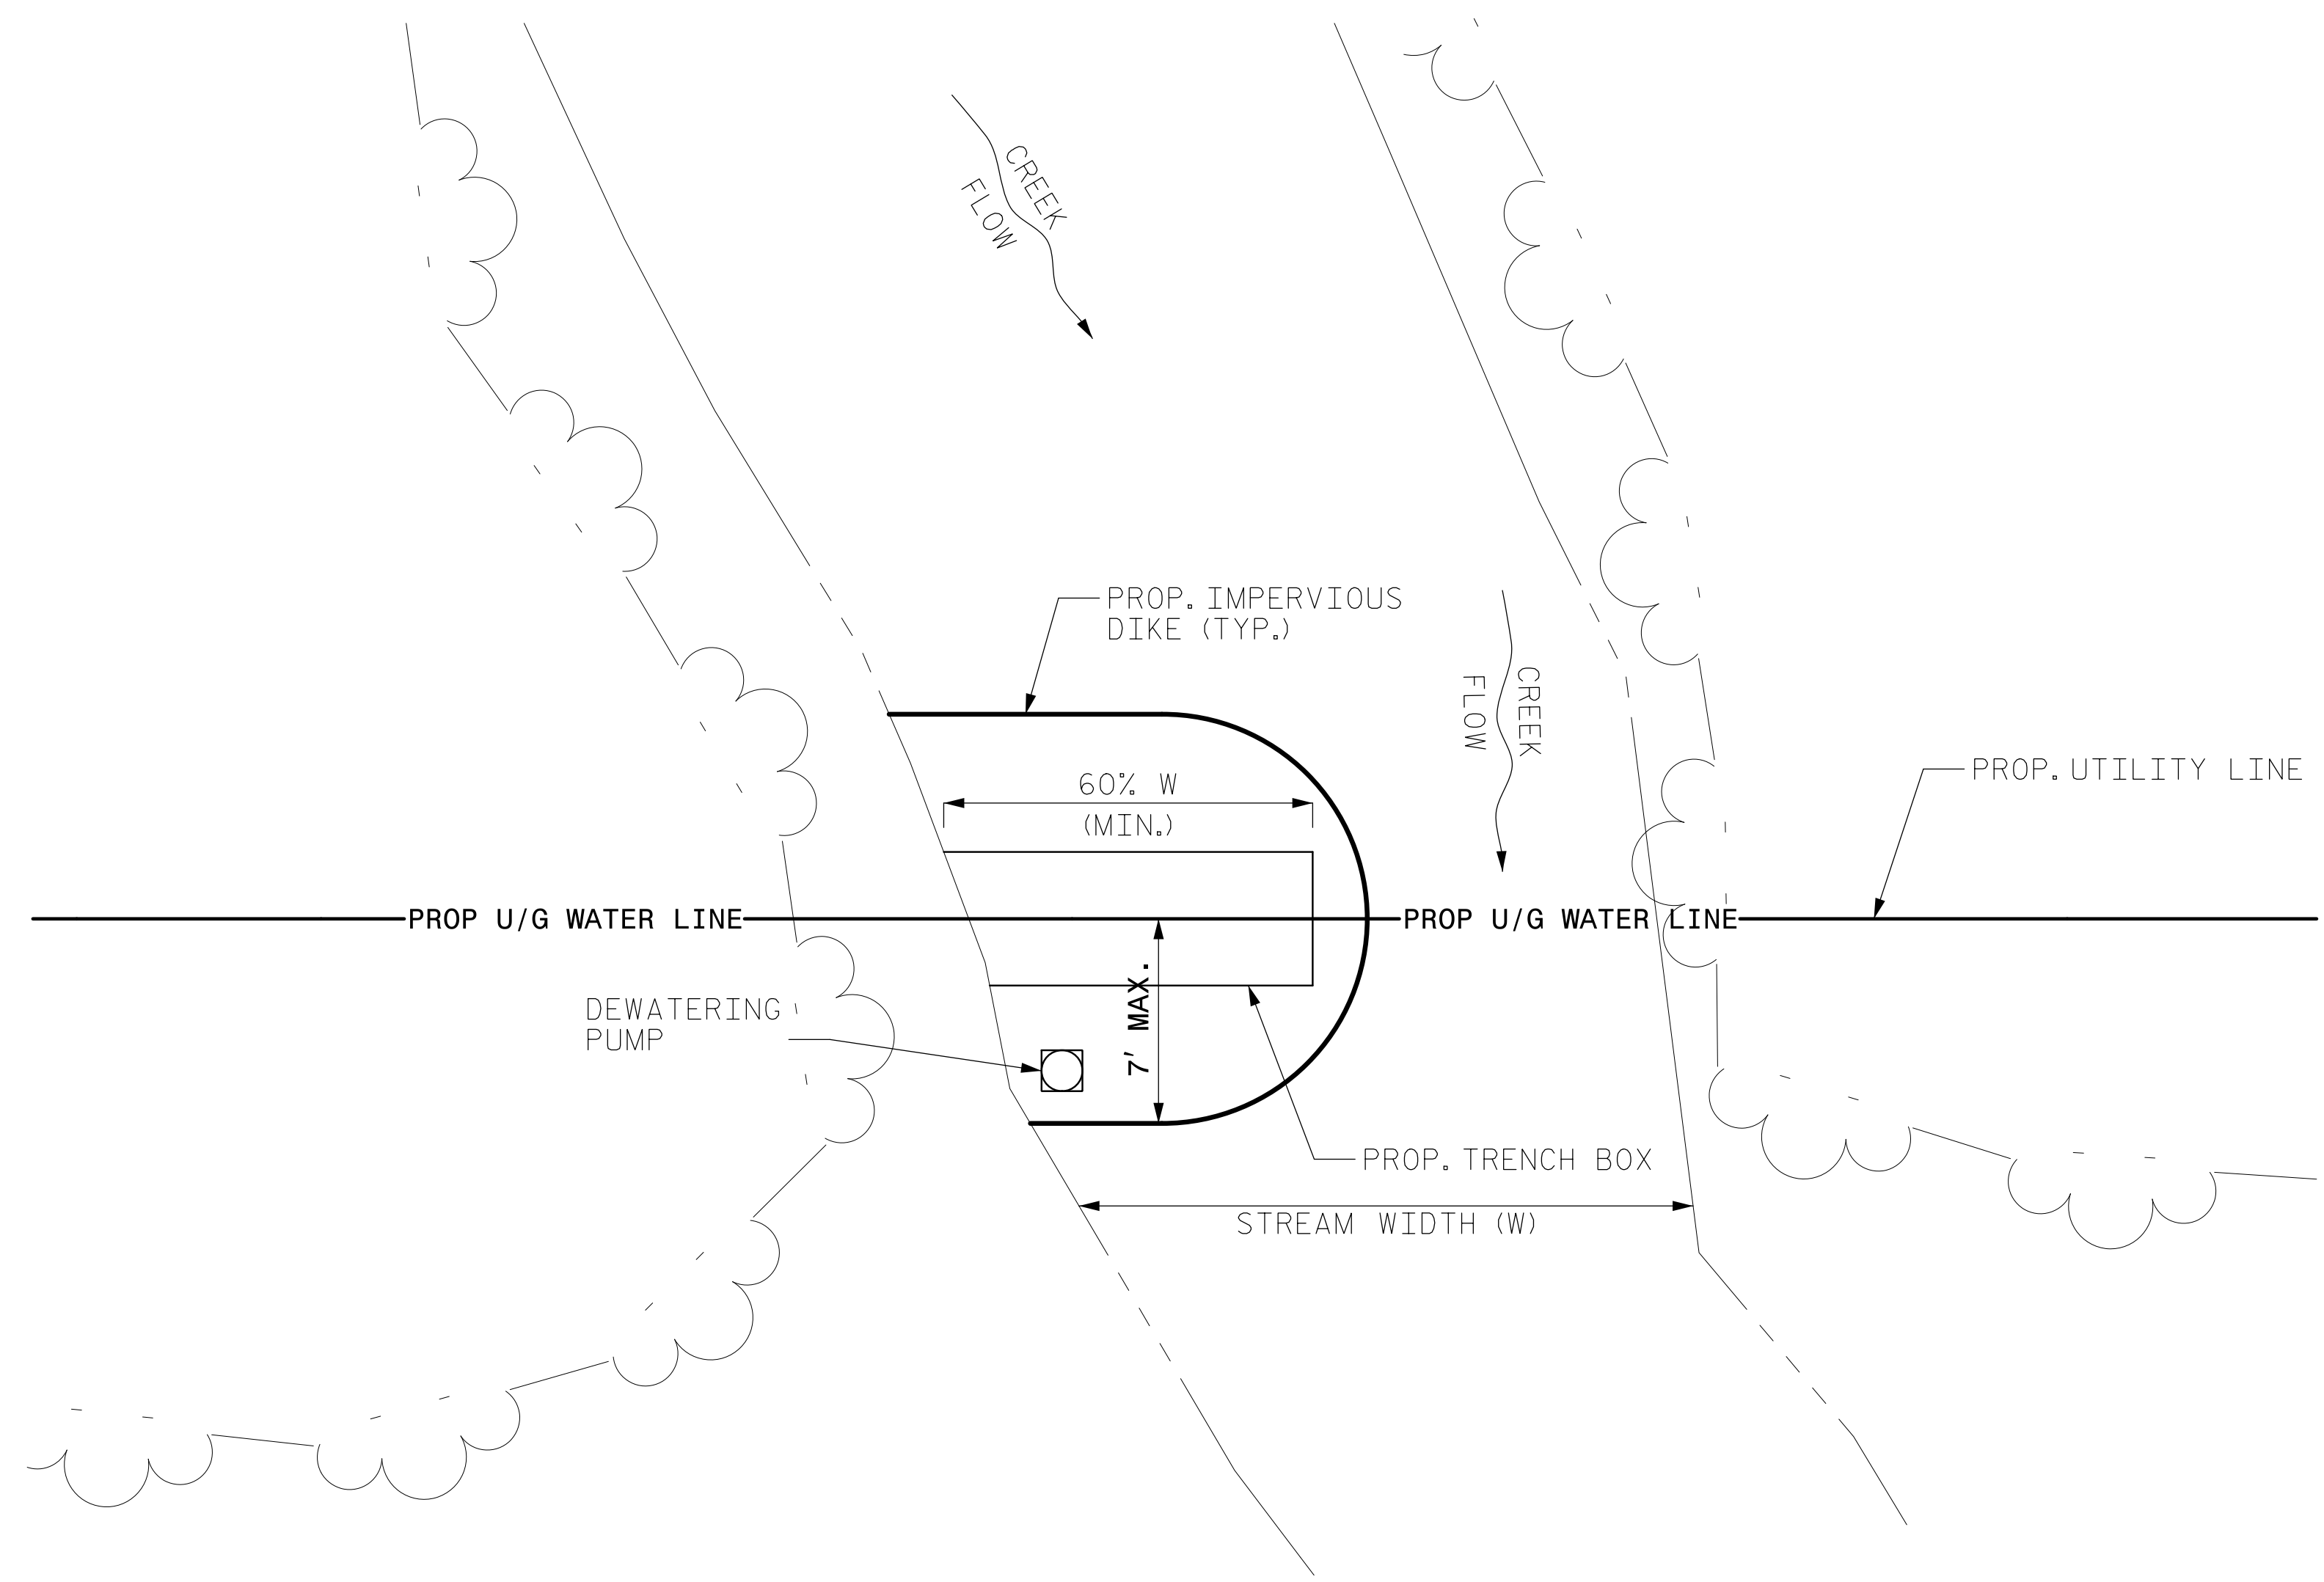 CREEK
FLOW
PROP. IMPERVIOUS
DIKE (TYP.)
CREEK
FLOW
60% W
(MIN.)
PROP. UTILITY LINE
PROP U/G WATER LINE
PROP U/G WATER LINE
7' MAX.
DEWATERING
PUMP
PROP. TRENCH BOX
STREAM WIDTH (W)